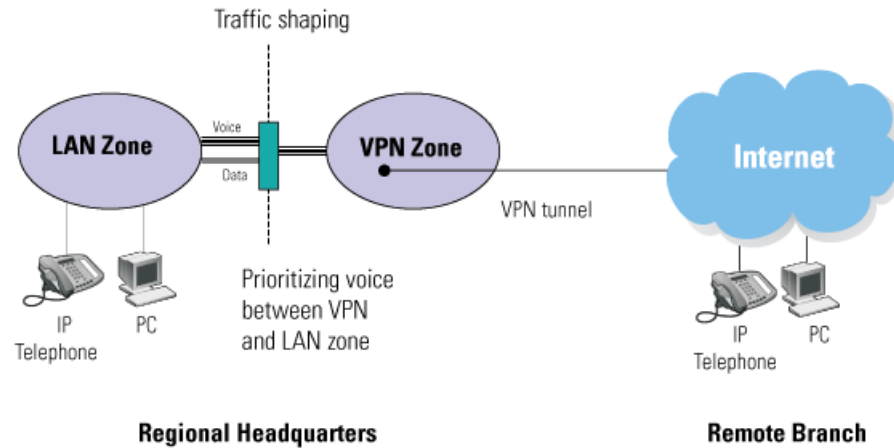 Traffic shaping
LAN Zone
Voice
Data
VPN Zone
Internet
VPN tunnel
IP
Telephone
PC
Prioritizing voice
between VPN
and LAN zone
IP
Telephone
PC
Regional Headquarters
Remote Branch